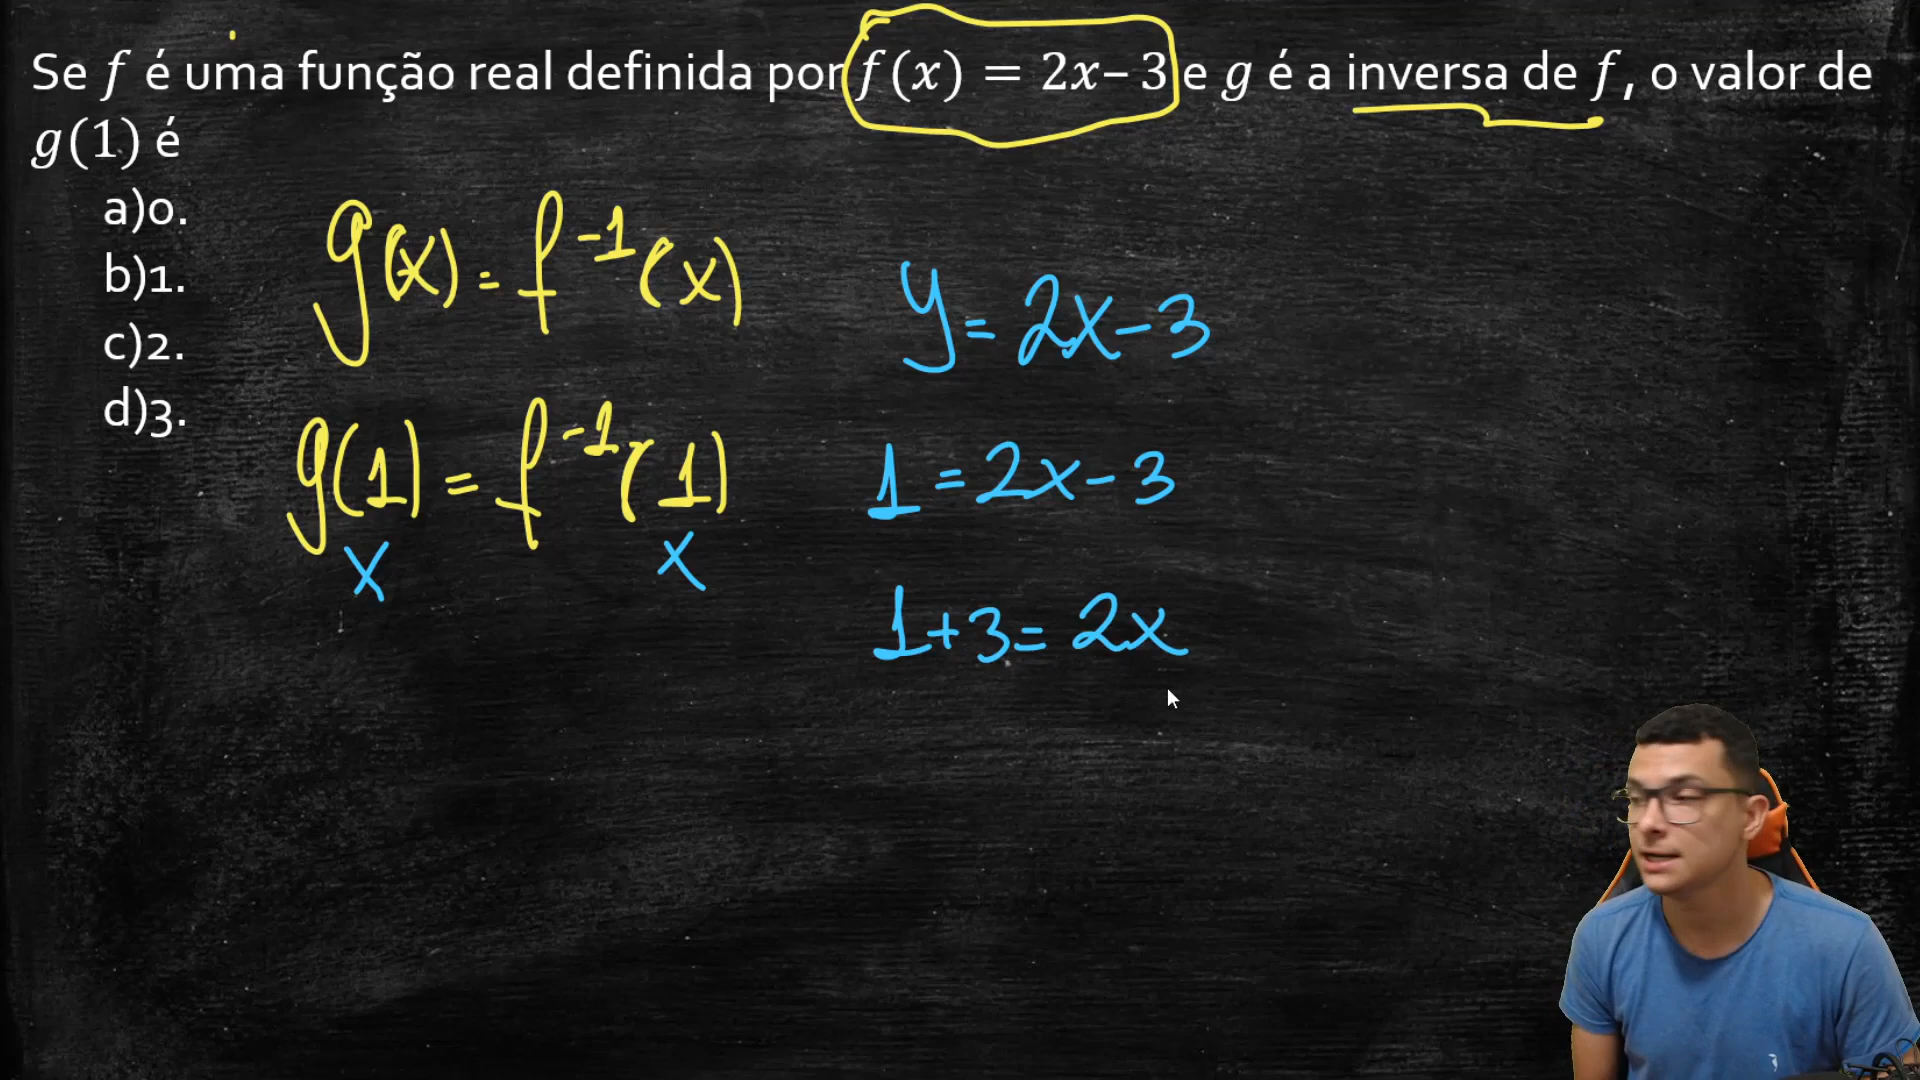 Se f é uma função real definida por f(x) = 2x–3 e g é a inversa de f, o valor de
g(1) é
a)0.
b)1.
c)2.
d)3.
g(x) = f⁻¹(x)
g(1) = f⁻¹(1)
x x
y = 2x – 3
1 = 2x – 3
1+3 = 2x